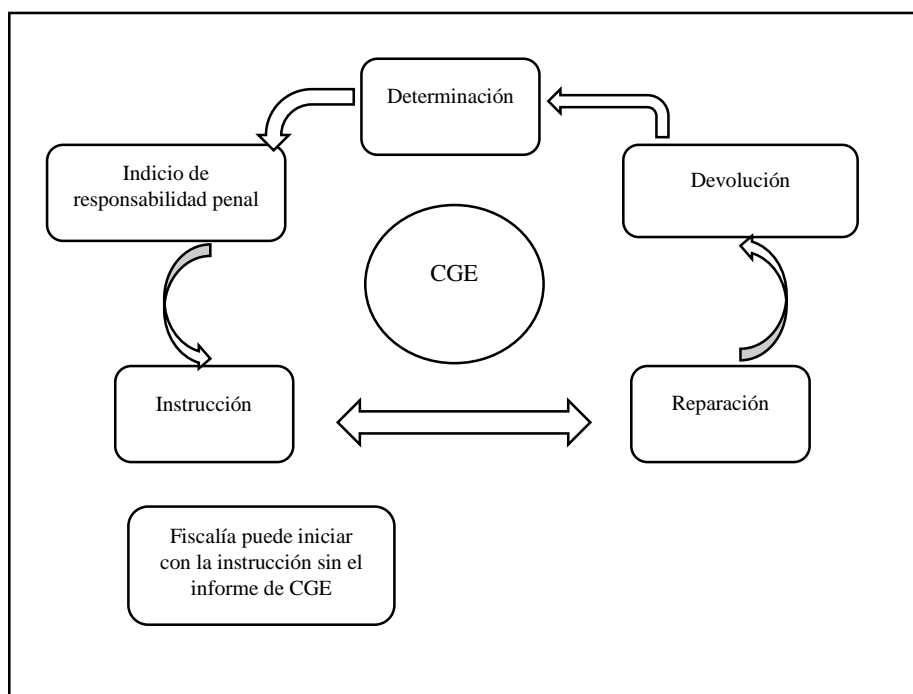 Determinación
Indicio de
responsabilidad penal
Devolución
CGE
Instrucción
Reparación
Fiscalía puede iniciar
con la instrucción sin el
informe de CGE